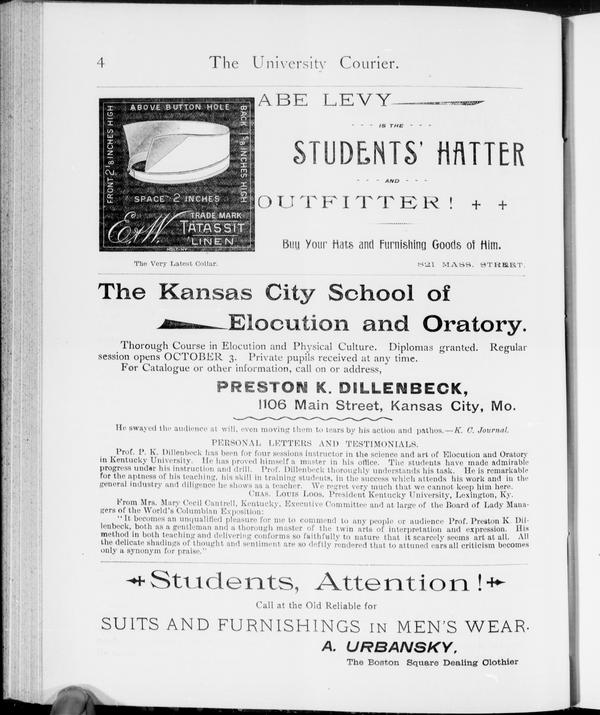 4 The University Courier.
ABOVE BUTTON HOLE
FRONT 2 1/8 INCHES HIGH
BACK 1 5/8 INCHES HIGH
SPACE 2 INCHES
TRADE MARK
E & W. TATASSIT
LINEN
The Very Latest Collar.
ABE LEVY
IS THE
STUDENTS' HATTER
AND
OUTFITTER! + +
Buy Your Hats and Furnishing Goods of Him.
821 MASS. STREET.
The Kansas City School of
Elocution and Oratory.
Thorough Course in Elocution and Physical Culture. Diplomas granted. Regular
session opens OCTOBER 3. Private pupils received at any time.
For Catalogue or other information, call on or address,
PRESTON K. DILLENBECK,
1106 Main Street, Kansas City, Mo.
He swayed the audience at will, even moving them to tears by his action and pathos.—K. C. Journal.
PERSONAL LETTERS AND TESTIMONIALS.
Prof. P. K. Dillenbeck has been for four sessions instructor in the science and art of Elocution and Oratory
in Kentucky University. He has proved himself a master in his office. The students have made admirable
progress under his instruction and drill. Prof. Dillenbeck thoroughly understands his task. He is remarkable
for the aptness of his teaching, his skill in training students, in the success which attends his work and in the
general industry and diligence he shows as a teacher. We regret very much that we cannot keep him here.
CHAS. LOUIS LOOS, President Kentucky University, Lexington, Ky.
From Mrs. Mary Cecil Cantrell, Kentucky, Executive Committee and at large of the Board of Lady Mana-
gers of the World's Columbian Exposition:
"It becomes an unqualified pleasure for me to commend to any people or audience Prof. Preston K. Dil-
lenbeck, both as a gentleman and a thorough master of the twin arts of interpretation and expression. His
method in both teaching and delivering conforms so faithfully to nature that it scarcely seems art at all. All
the delicate shadings of thought and sentiment are so deftly rendered that to attuned ears all criticism becomes
only a synonym for praise."
Students, Attention!
Call at the Old Reliable for
SUITS AND FURNISHINGS IN MEN'S WEAR.
A. URBANSKY,
The Boston Square Dealing Clothier